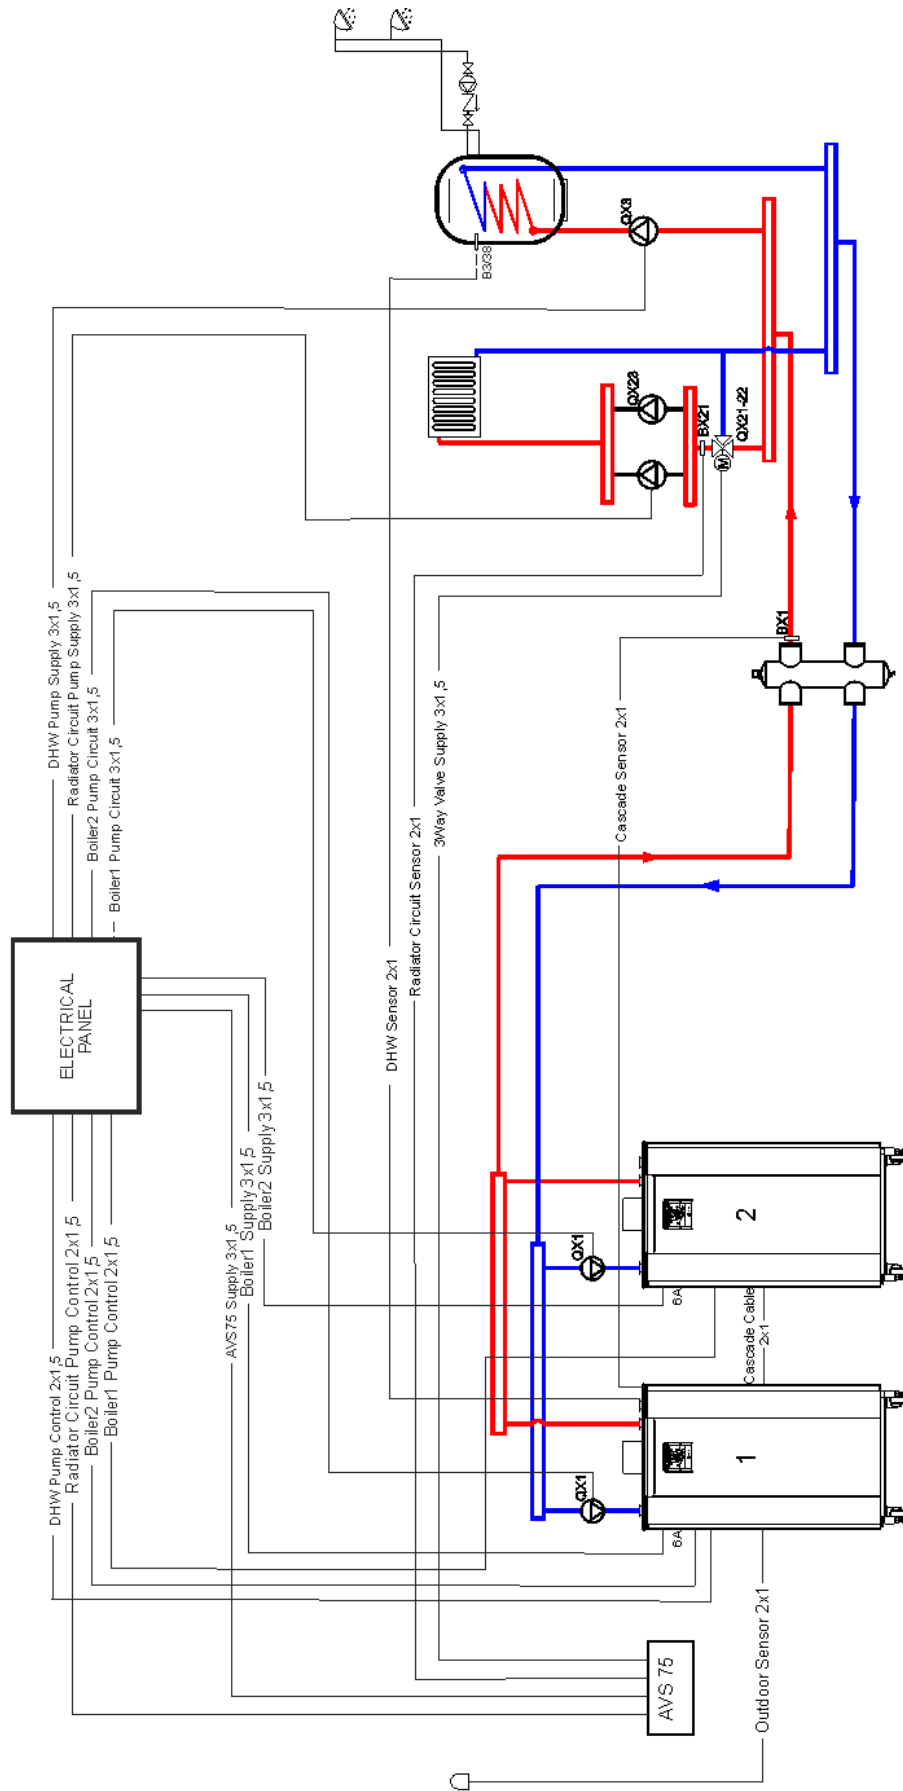 ELECTRICAL
PANEL
DHW Pump Control 2x1,5
Radiator Circuit Pump Control 2x1,5
Boiler2 Pump Control 2x1,5
Boiler1 Pump Control 2x1,5
DHW Pump Supply 3x1,5
Radiator Circuit Pump Supply 3x1,5
Boiler2 Pump Circuit 3x1,5
Boiler1 Pump Circuit 3x1,5
AVS75 Supply 3x1,5
Boiler1 Supply 3x1,5
Boiler2 Supply 3x1,5
DHW Sensor 2x1
Radiator Circuit Sensor 2x1
3Way Valve Supply 3x1,5
Cascade Sensor 2x1
B3/38
QX3
QX23
BX21
QX21-22
M
BX1
QX1
QX1
6A
6A
1
2
Cascade Cable
2x1
AVS 75
Outdoor Sensor 2x1